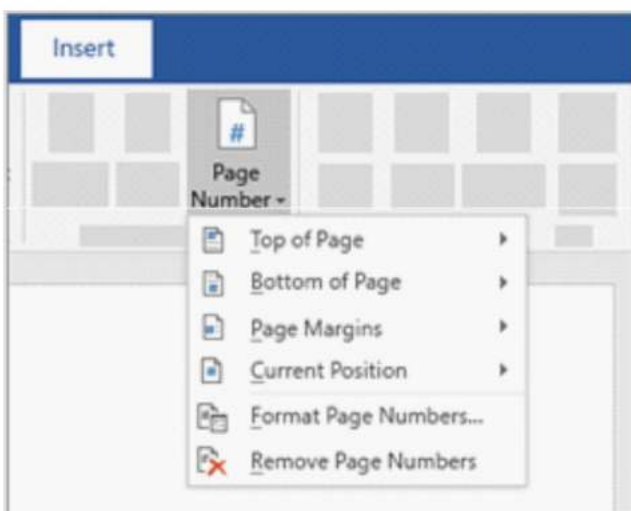 Insert
#
Page
Number
Top of Page
Bottom of Page
Page Margins
Current Position
Format Page Numbers...
Remove Page Numbers